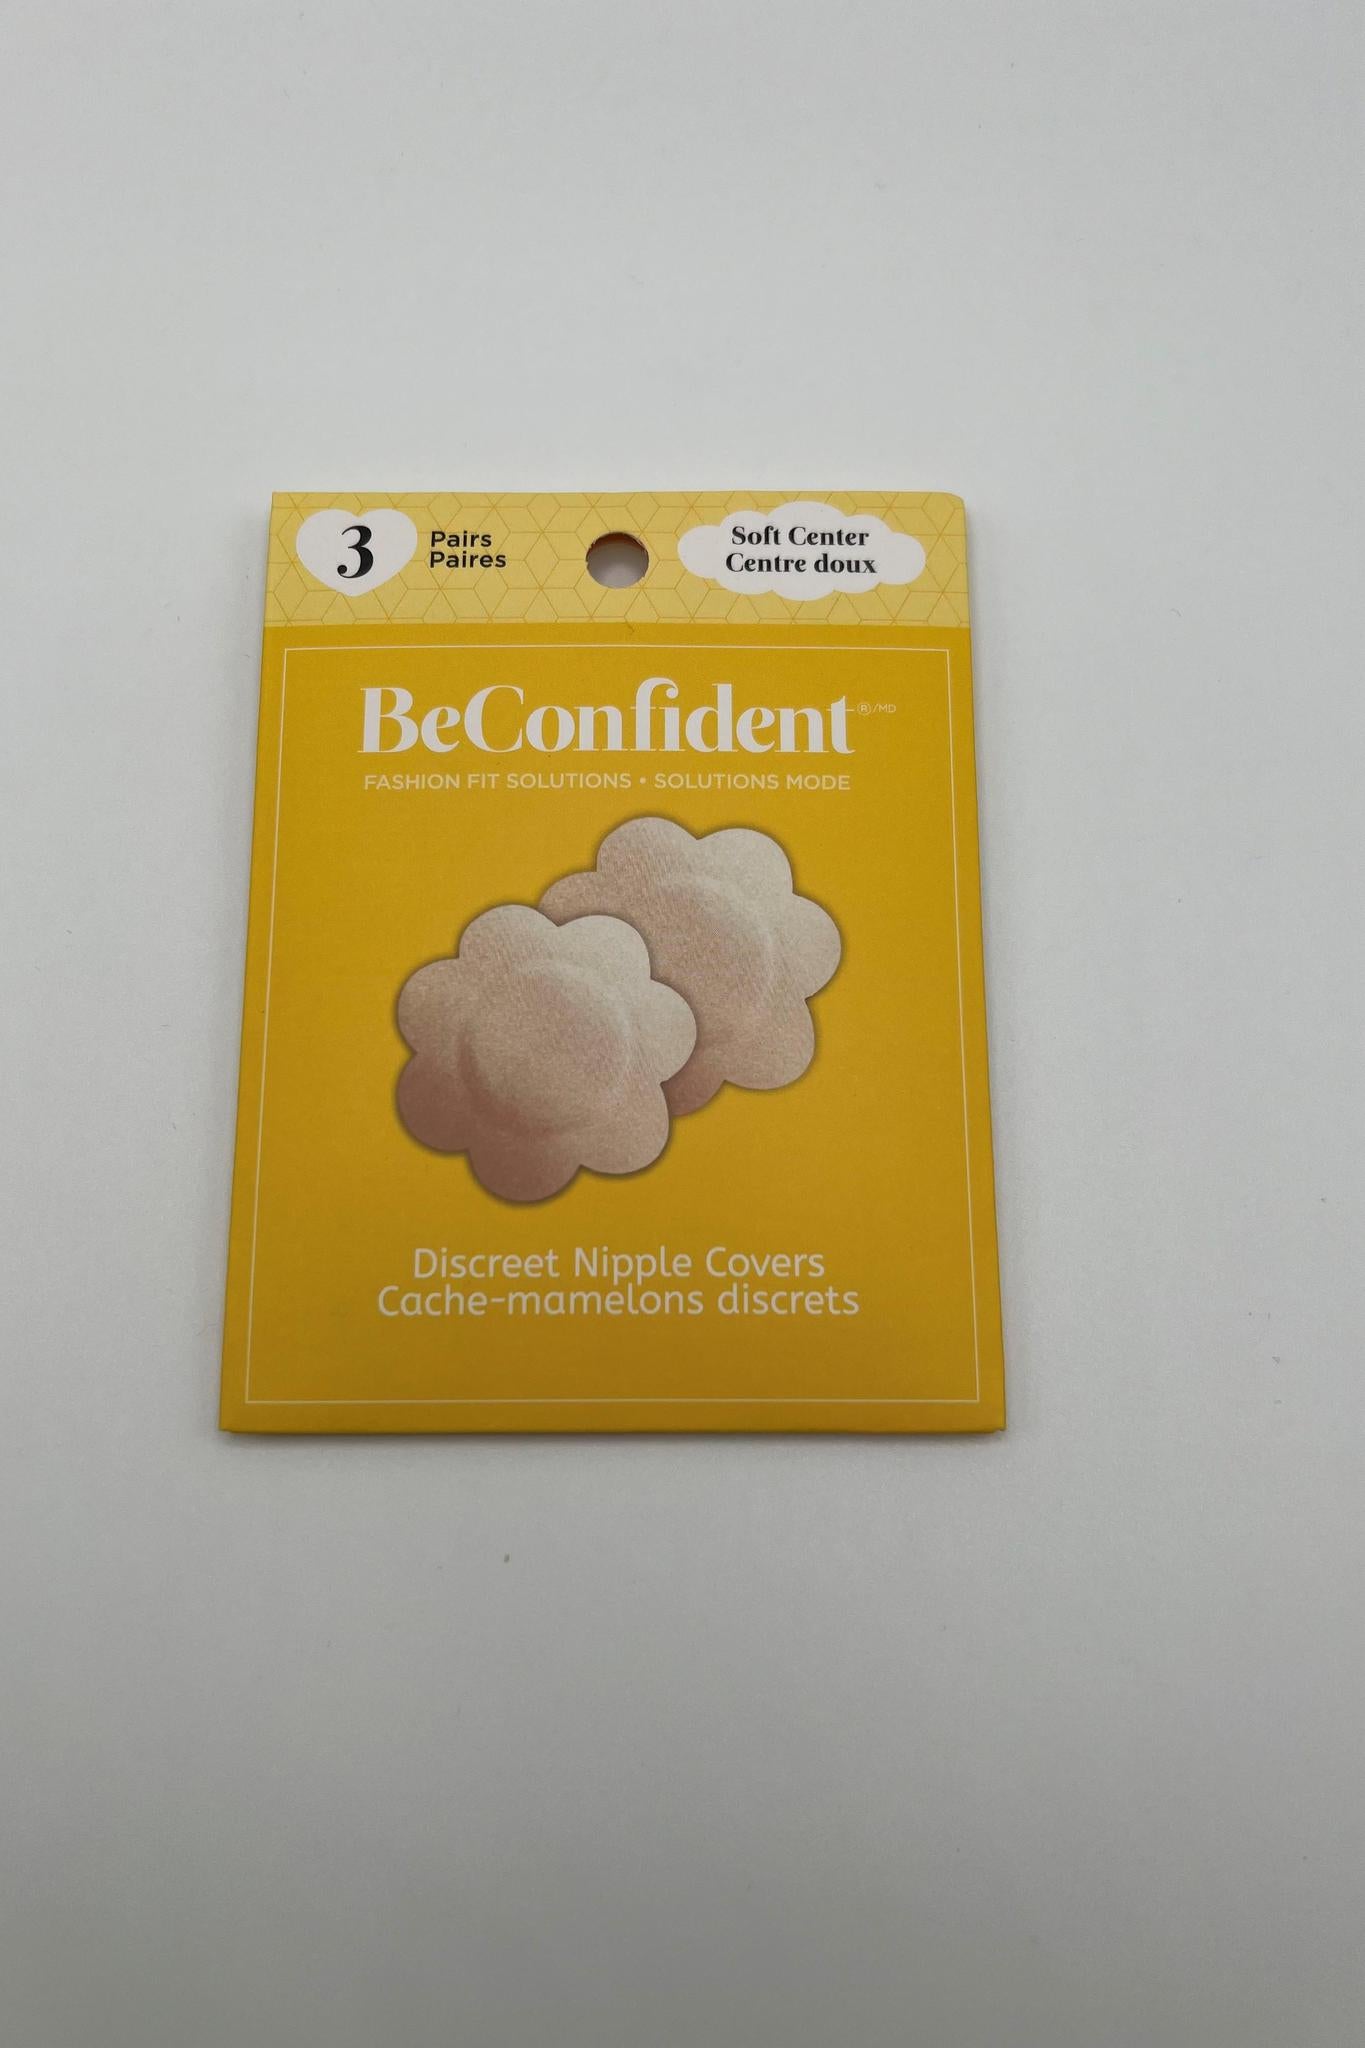 3
Pairs
Paires
Soft Center
Centre doux
BeConfident®/MD
FASHION FIT SOLUTIONS • SOLUTIONS MODE
Discreet Nipple Covers
Cache-mamelons discrets